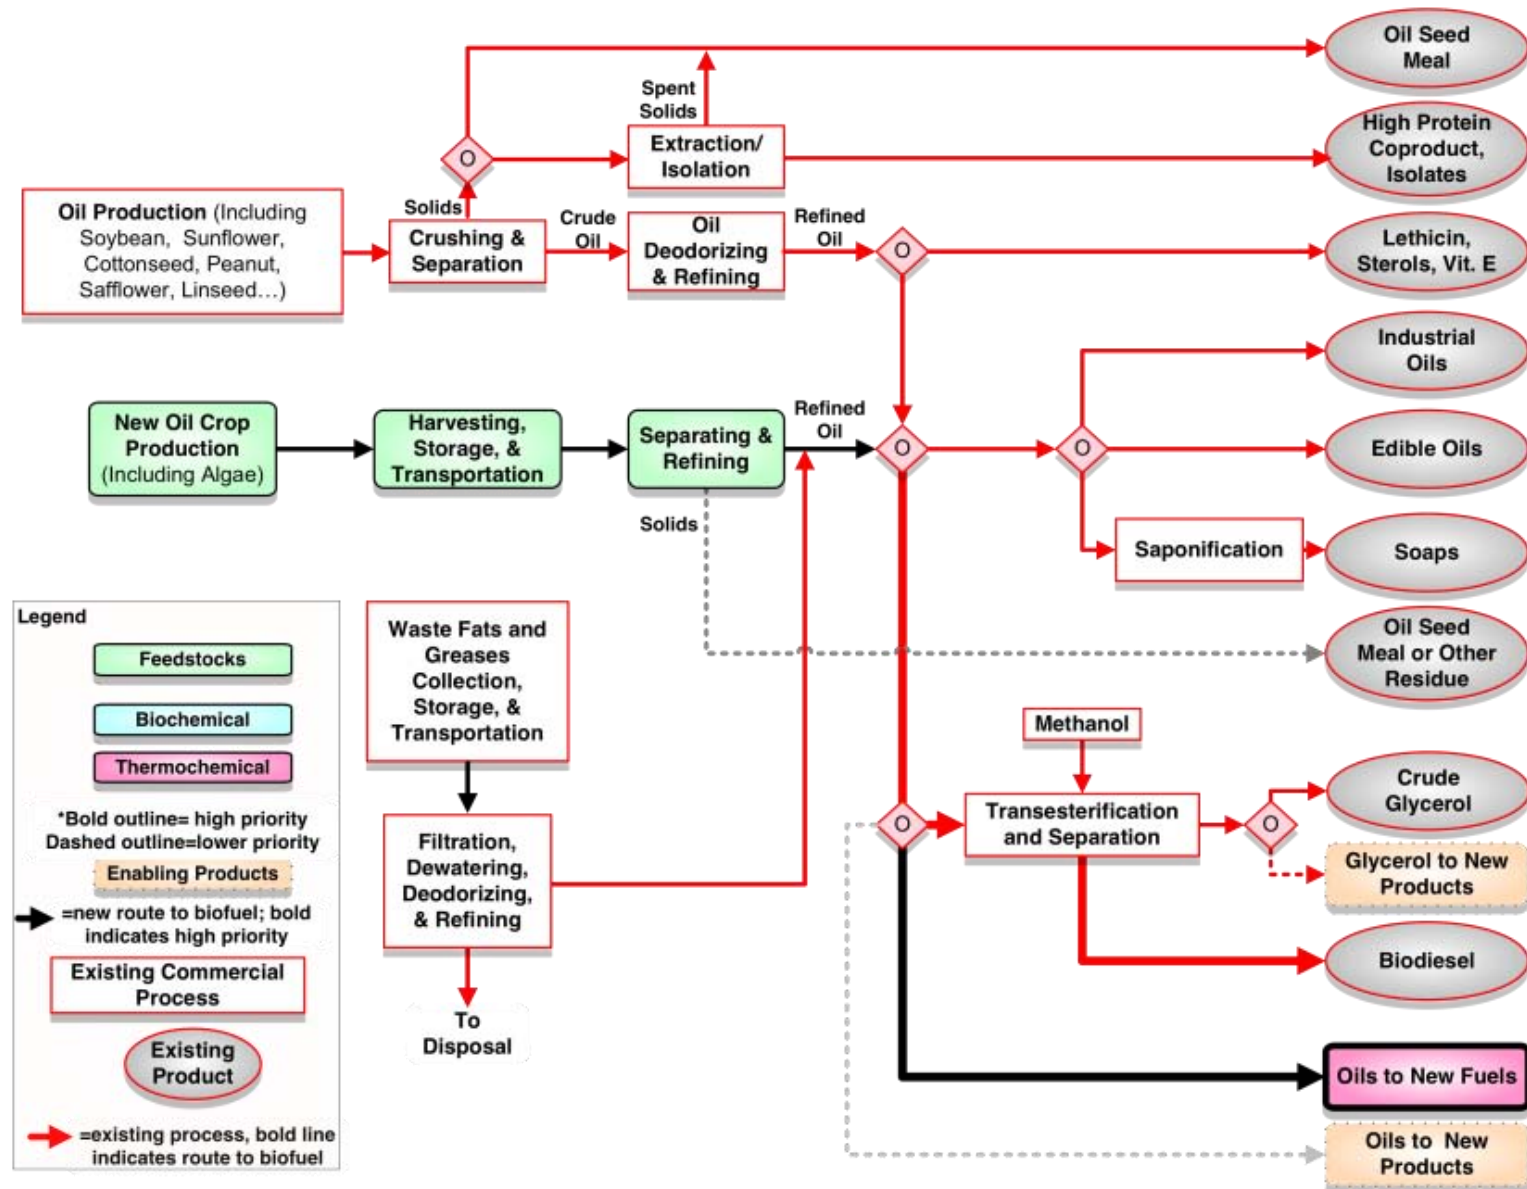 Oil Seed
Meal
Spent
Solids
High Protein
Coproduct,
Isolates
O
Extraction/
Isolation
Oil Production (Including
Soybean, Sunflower,
Cottonseed, Peanut,
Safflower, Linseed...)
Solids
Crushing &
Separation
Crude
Oil
Oil
Deodorizing
& Refining
Refined
Oil
O
Lethicin,
Sterols, Vit. E
Industrial
Oils
New Oil Crop
Production
(Including Algae)
Harvesting,
Storage, &
Transportation
Separating &
Refining
Refined
Oil
O
O
Edible Oils
Solids
Saponification
Soaps
Oil Seed
Meal or Other
Residue
Legend
Feedstocks
Biochemical
Thermochemical
*Bold outline= high priority
Dashed outline=lower priority
Enabling Products
=new route to biofuel; bold
indicates high priority
Existing Commercial
Process
Existing
Product
=existing process, bold line
indicates route to biofuel
Waste Fats and
Greases
Collection,
Storage, &
Transportation
Filtration,
Dewatering,
Deodorizing,
& Refining
To
Disposal
Methanol
O
Transesterification
and Separation
O
Crude
Glycerol
Glycerol to New
Products
Biodiesel
Oils to New Fuels
Oils to New
Products